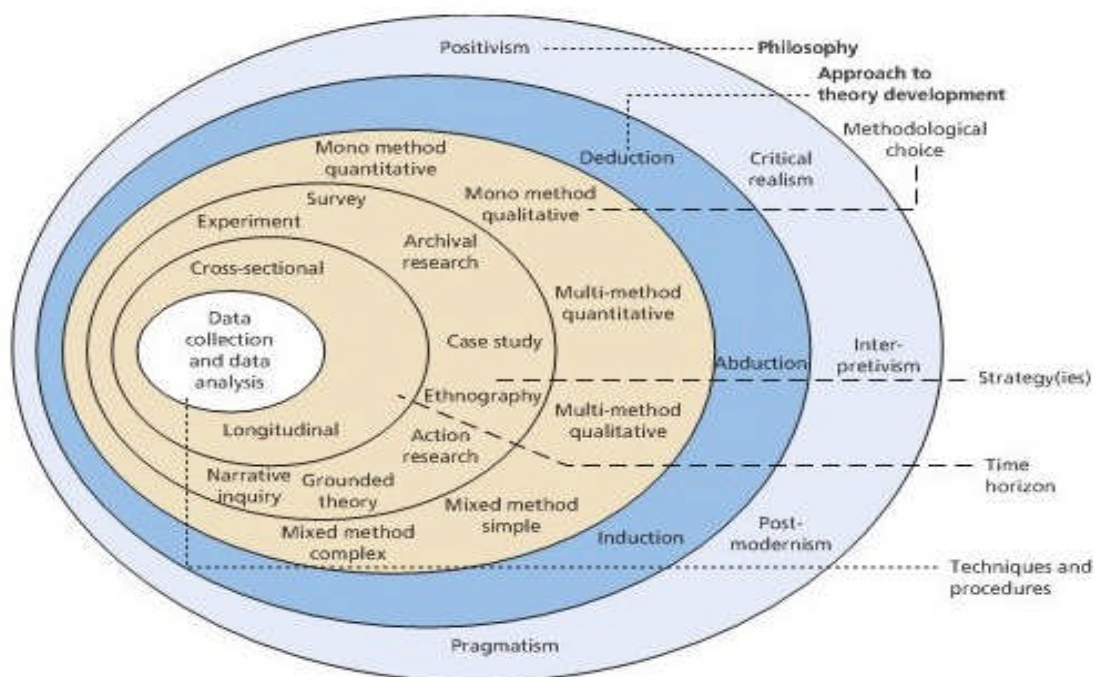 Positivism
Philosophy
Approach to
theory development
Methodological
choice
Mono method
quantitative
Deduction
Critical
realism
Survey
Mono method
qualitative
Experiment
Archival
research
Cross-sectional
Multi-method
quantitative
Data
collection
and data
analysis
Case study
Abduction
Inter-
pretivism
Strategy(ies)
Ethnography
Multi-method
qualitative
Longitudinal
Action
research
Time
horizon
Narrative
inquiry
Grounded
theory
Mixed method
simple
Mixed method
complex
Induction
Post-
modernism
Techniques and
procedures
Pragmatism